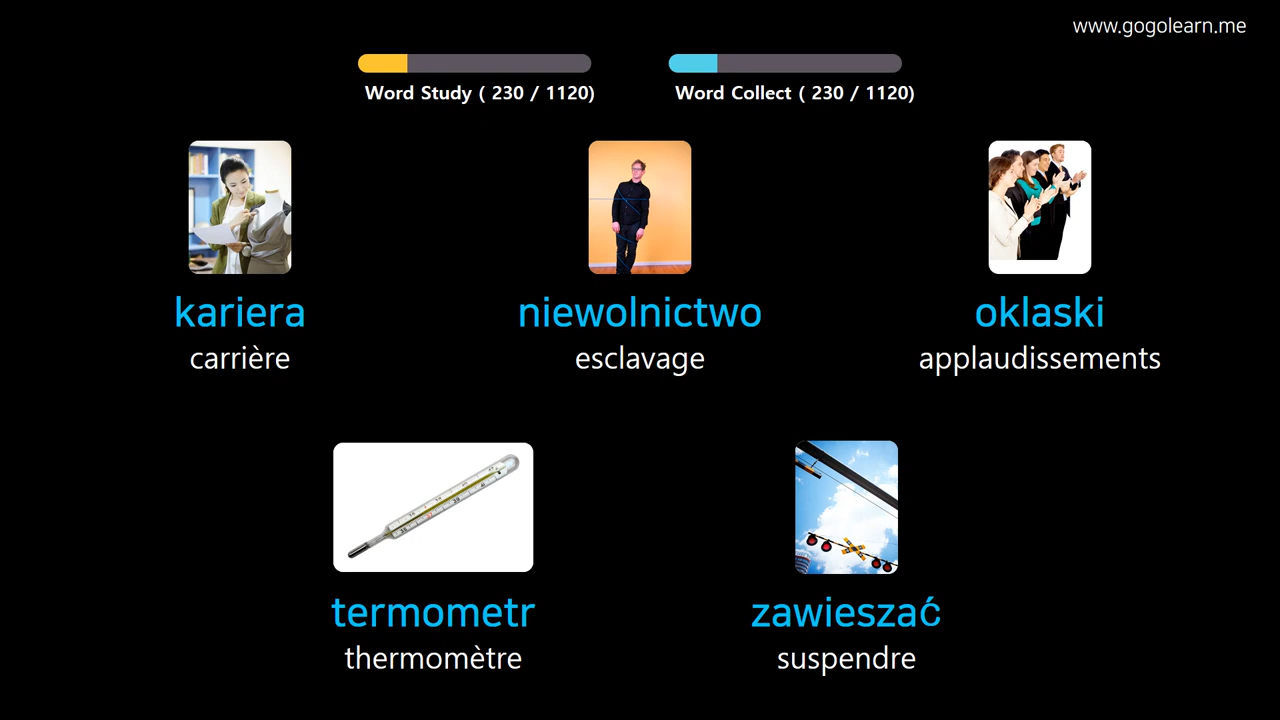 www.gogolearn.me
Word Study ( 230 / 1120)
Word Collect ( 230 / 1120)
kariera
carrière
niewolnictwo
esclavage
oklaski
applaudissements
termometr
thermomètre
zawieszać
suspendre